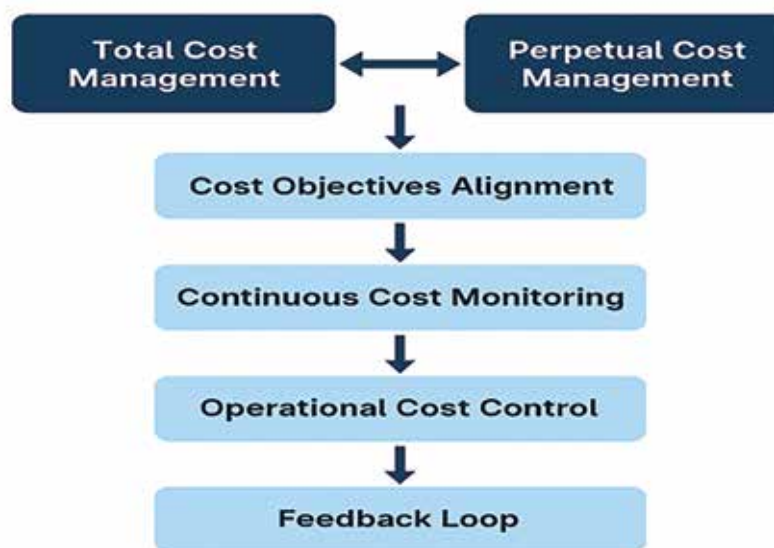 Total Cost
Management
Perpetual Cost
Management
Cost Objectives Alignment
Continuous Cost Monitoring
Operational Cost Control
Feedback Loop